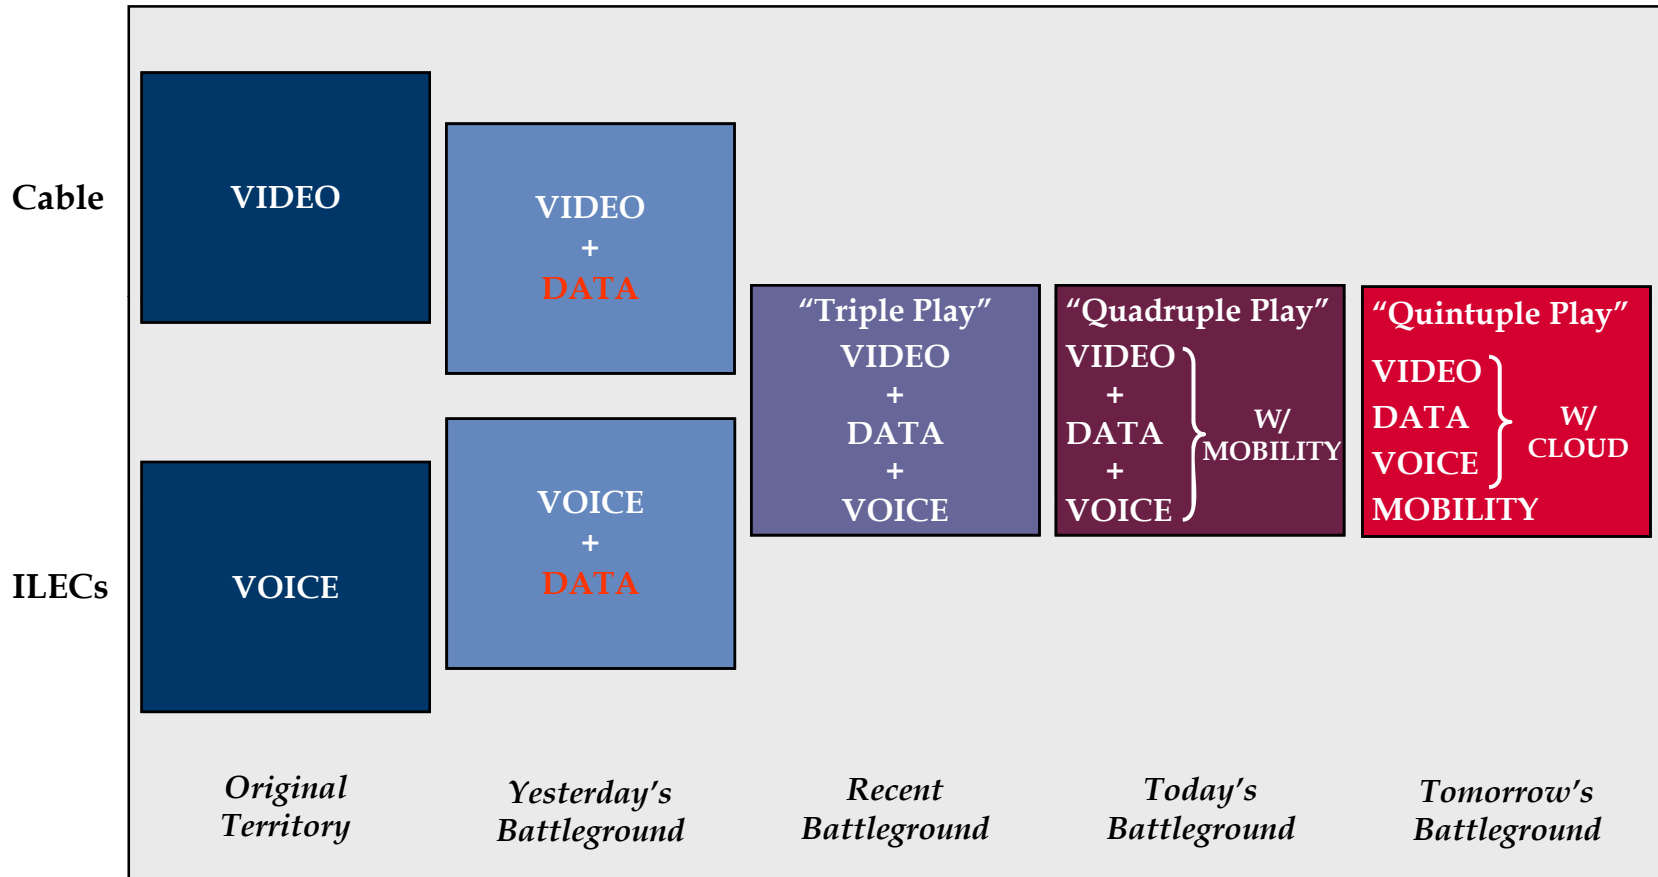 Cable
ILECs
VIDEO
VOICE
VIDEO
+
DATA
VOICE
+
DATA
“Triple Play”
VIDEO
+
DATA
+
VOICE
“Quadruple Play”
VIDEO
+
DATA
+
VOICE
W/
MOBILITY
“Quintuple Play”
VIDEO
DATA
VOICE
MOBILITY
W/
CLOUD
Original
Territory
Yesterday’s
Battleground
Recent
Battleground
Today’s
Battleground
Tomorrow’s
Battleground